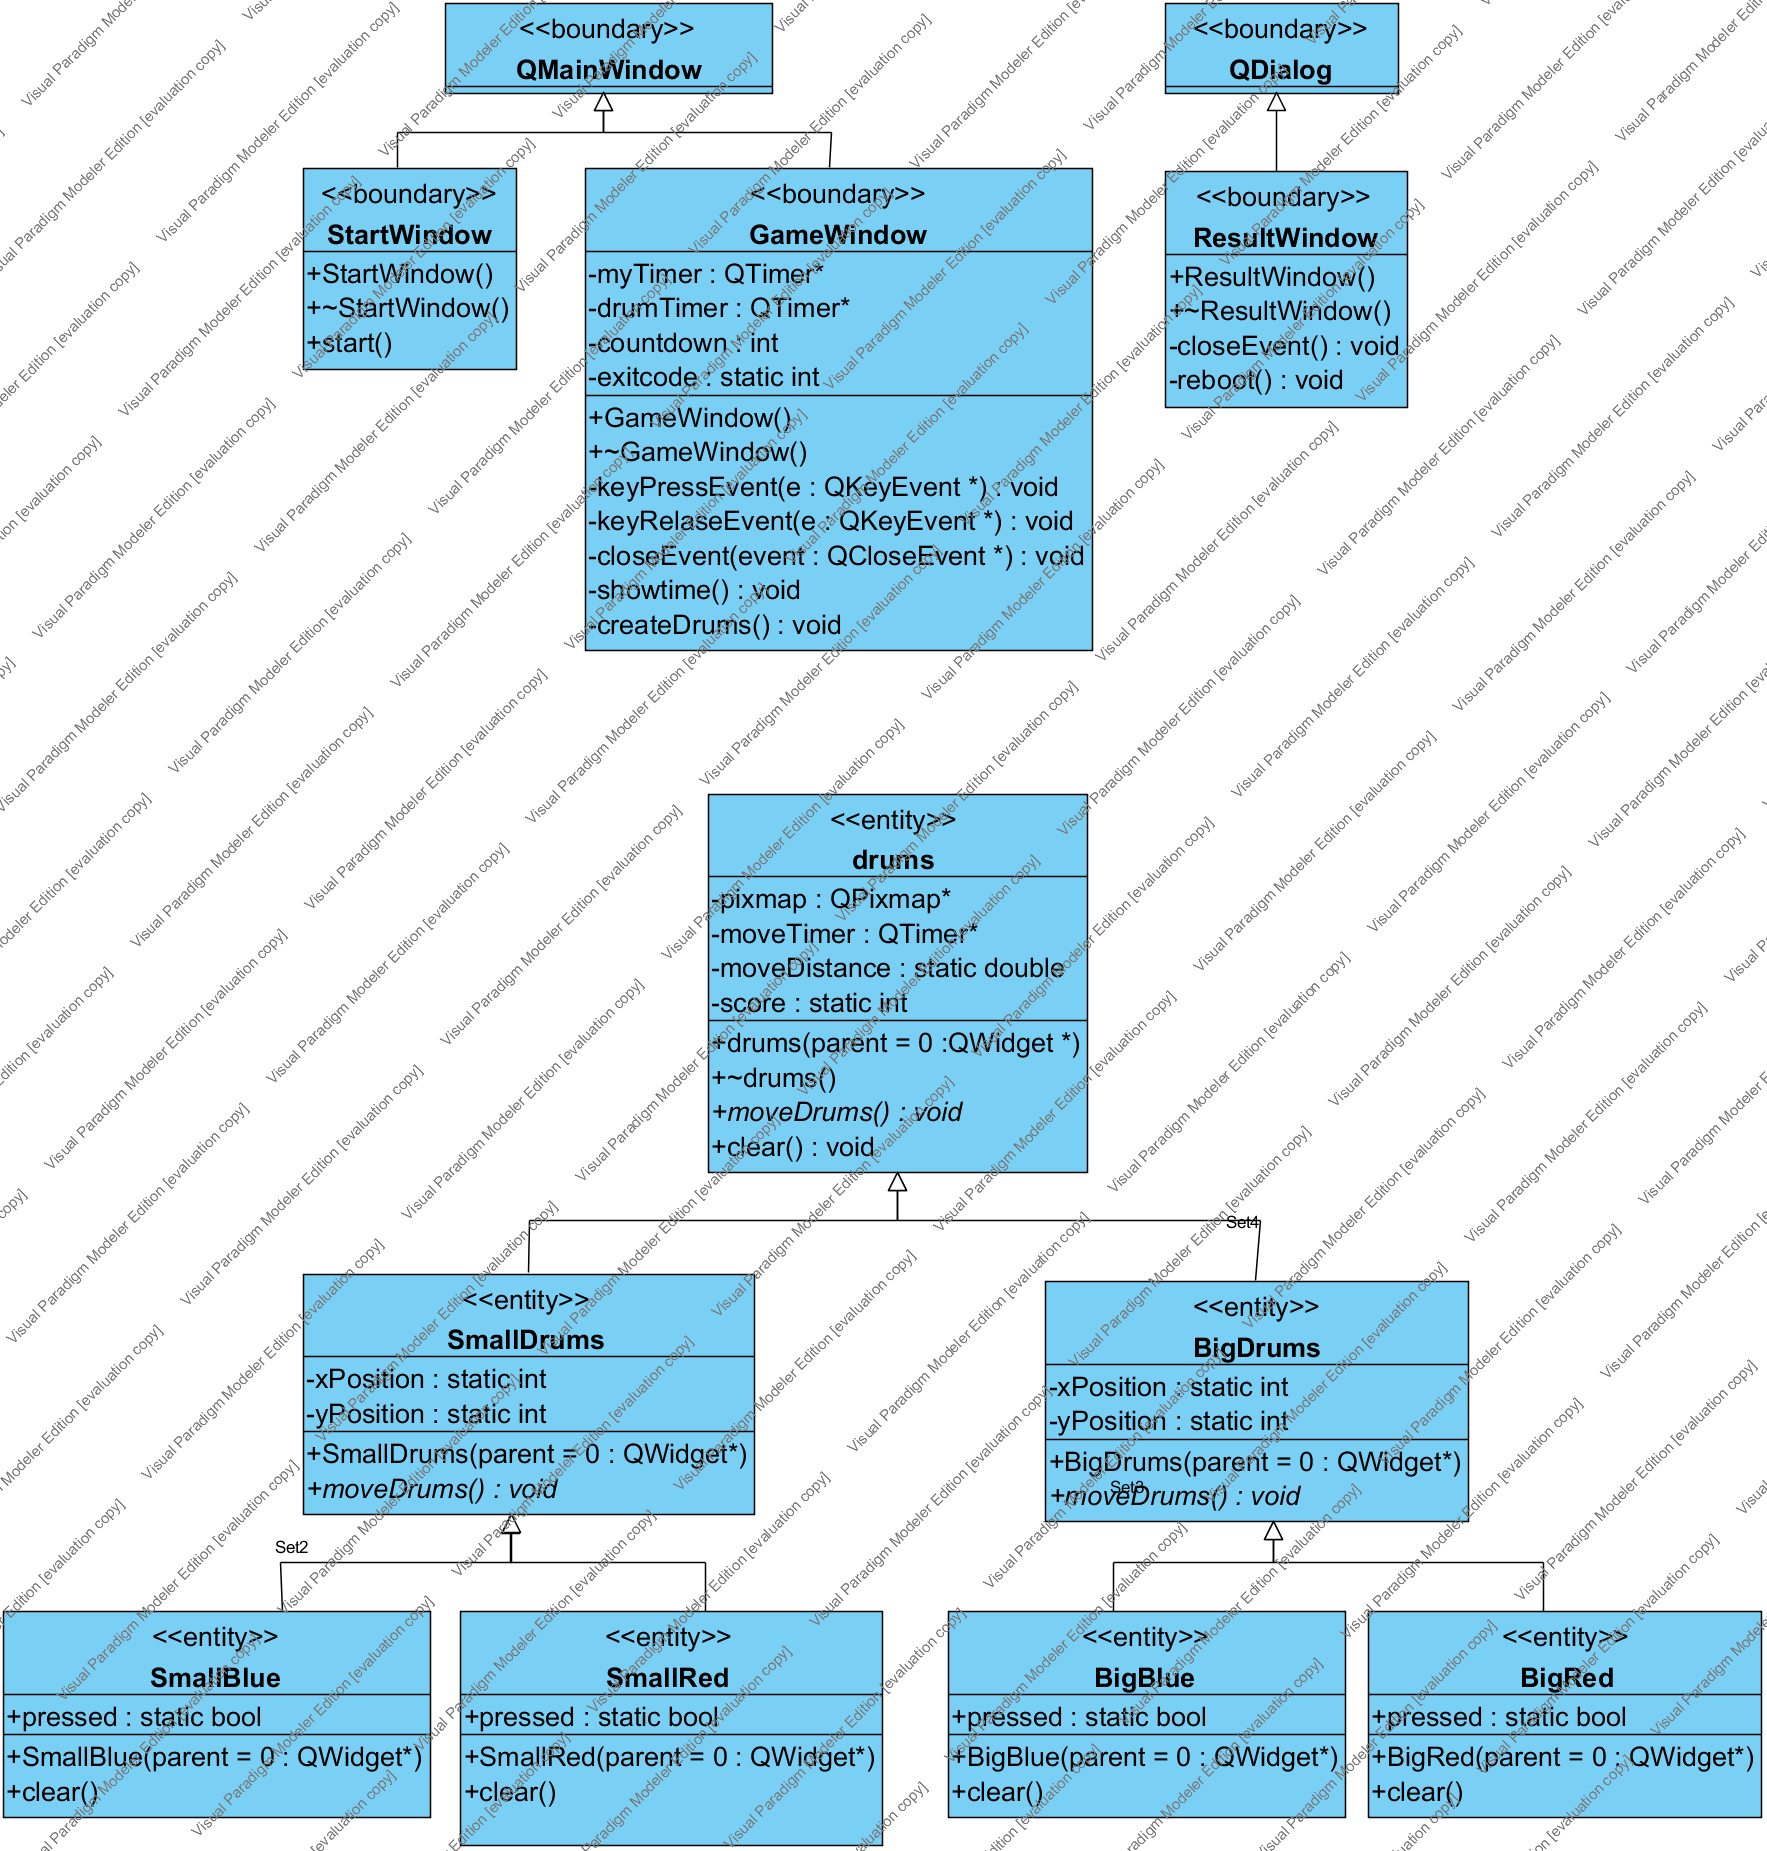 <<boundary>>
QMainWindow
<<boundary>>
QDialog
<<boundary>>
StartWindow
+StartWindow()
+~StartWindow()
+start()
<<boundary>>
GameWindow
-myTimer : QTimer*
-drumTimer : QTimer*
-countdown : int
-exitcode : static int
+GameWindow()
+~GameWindow()
-keyPressEvent(e : QKeyEvent *) : void
-keyRelaseEvent(e : QKeyEvent *) : void
-closeEvent(event : QCloseEvent *) : void
-showtime() : void
-createDrums() : void
<<boundary>>
ResultWindow
+ResultWindow()
+~ResultWindow()
-closeEvent() : void
-reboot() : void
<<entity>>
drums
-pixmap : QPixmap*
-moveTimer : QTimer*
-moveDistance : static double
-score : static int
+drums(parent = 0 :QWidget *)
+~drums()
+moveDrums() : void
+clear() : void
Set4
<<entity>>
SmallDrums
-xPosition : static int
-yPosition : static int
+SmallDrums(parent = 0 : QWidget*)
+moveDrums() : void
<<entity>>
BigDrums
-xPosition : static int
-yPosition : static int
+BigDrums(parent = 0 : QWidget*)
Set3
+moveDrums() : void
Set2
<<entity>>
SmallBlue
+pressed : static bool
+SmallBlue(parent = 0 : QWidget*)
+clear()
<<entity>>
SmallRed
+pressed : static bool
+SmallRed(parent = 0 : QWidget*)
+clear()
<<entity>>
BigBlue
+pressed : static bool
+BigBlue(parent = 0 : QWidget*)
+clear()
<<entity>>
BigRed
+pressed : static bool
+BigRed(parent = 0 : QWidget*)
+clear()
Visual Paradigm Modeler Edition [evaluation copy]